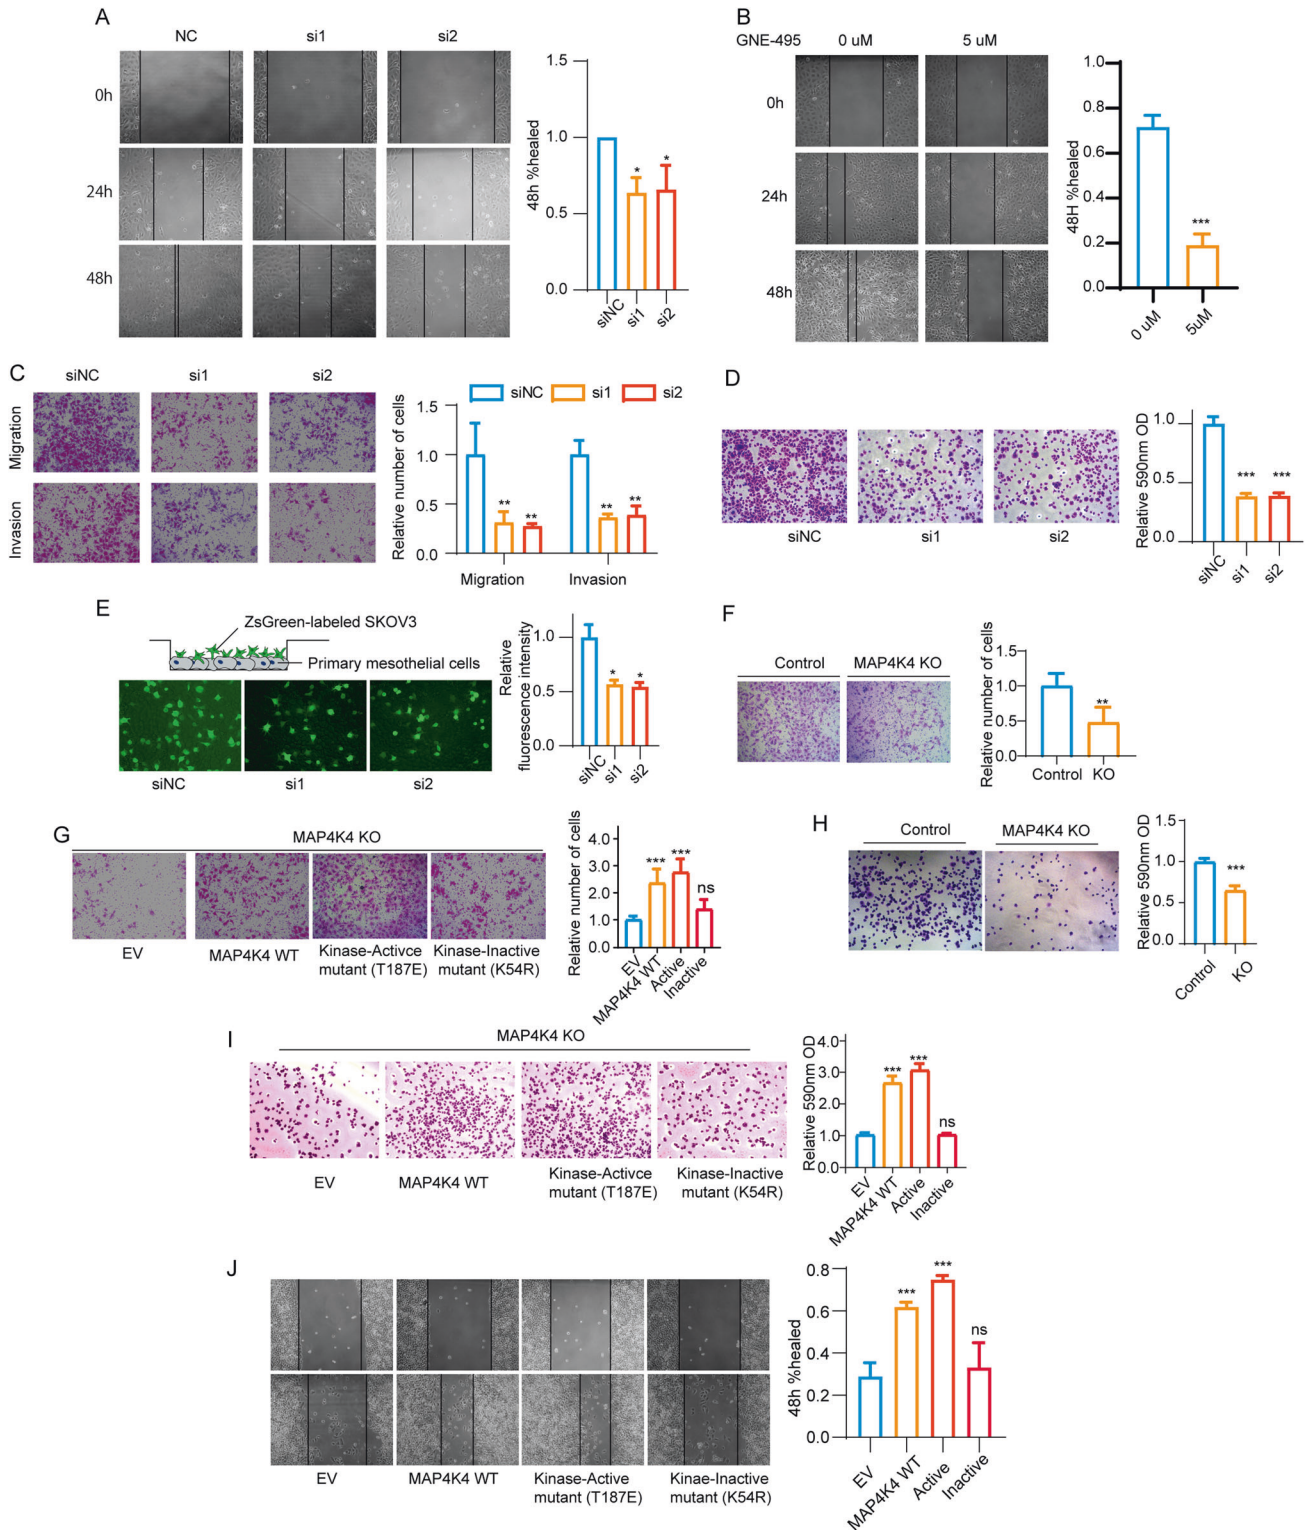 A
NC
si1
si2
0h
24h
48h
48h %healed
1.5
1.0
0.5
0.0
*
*
siNC
si1
si2
B
GNE-495
0 uM
5 uM
0h
24h
48h
48H %healed
1.0
0.8
0.6
0.4
0.2
0.0
***
0 uM
5uM
C
siNC
si1
si2
Migration
Invasion
siNC
si1
si2
Relative number of cells
1.5
1.0
0.5
0.0
**
**
**
**
Migration
Invasion
D
siNC
si1
si2
Relative 590nm OD
1.0
0.5
0.0
***
***
siNC
si1
si2
E
ZsGreen-labeled SKOV3
Primary mesothelial cells
siNC
si1
si2
Relative
fluorescence intensity
1.0
0.5
0.0
*
*
siNC
si1
si2
F
Control
MAP4K4 KO
Relative number of cells
1.5
1.0
0.5
0.0
**
Control
KO
G
MAP4K4 KO
EV
MAP4K4 WT
Kinase-Activce
mutant (T187E)
Kinase-Inactive
mutant (K54R)
Relative number of cells
4.0
3.0
2.0
1.0
0.0
***
***
ns
EV
MAP4K4 WT
Active
Inactive
H
Control
MAP4K4 KO
Relative 590nm OD
1.5
1.0
0.5
0.0
***
Control
KO
I
MAP4K4 KO
EV
MAP4K4 WT
Kinase-Activce
mutant (T187E)
Kinase-Inactive
mutant (K54R)
Relative 590nm OD
4.0
3.0
2.0
1.0
0.0
***
***
ns
EV
MAP4K4 WT
Active
Inactive
J
EV
MAP4K4 WT
Kinase-Active
mutant (T187E)
Kinae-Inactive
mutant (K54R)
48h %healed
0.8
0.6
0.4
0.2
0.0
***
***
ns
EV
MAP4K4 WT
Active
Inactive